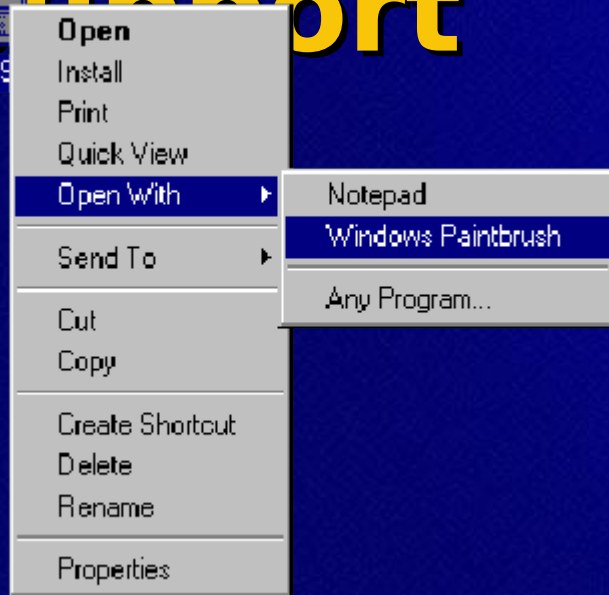 upport
Open
Install
Print
Quick View
Open With
Notepad
Windows Paintbrush
Send To
Any Program...
Cut
Copy
Create Shortcut
Delete
Rename
Properties